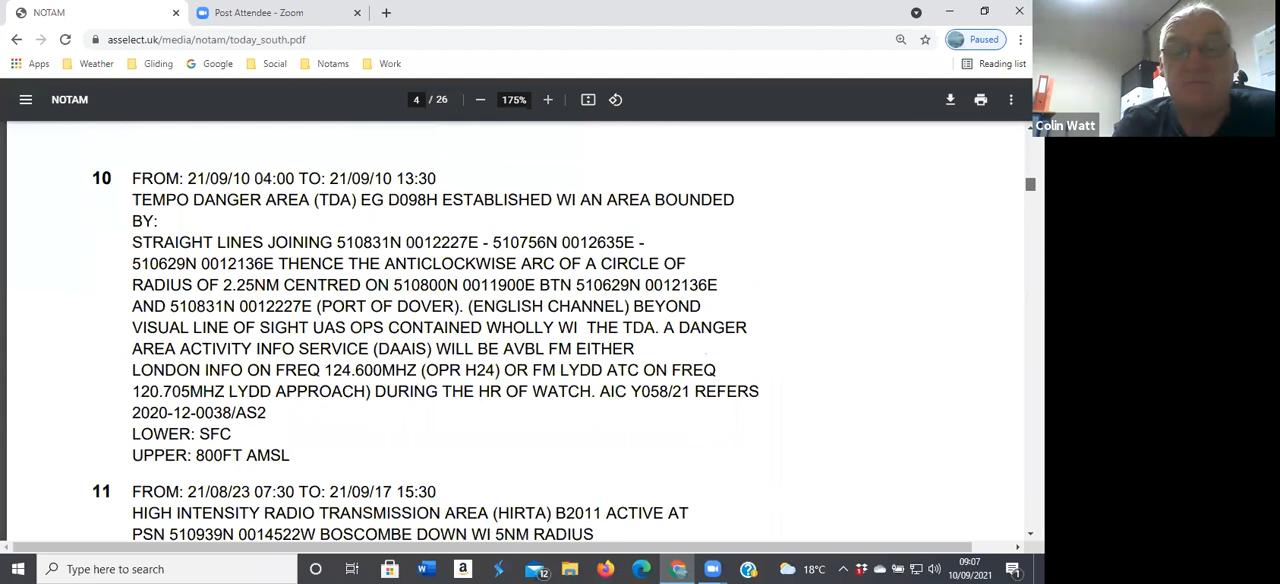 NOTAM
Post Attendee - Zoom
asselect.uk/media/notam/today_south.pdf
Paused
Apps Weather Gliding Google Social Notams Work Reading list
NOTAM 4 / 26 175%
Colin Watt
10 FROM: 21/09/10 04:00 TO: 21/09/10 13:30
TEMPO DANGER AREA (TDA) EG D098H ESTABLISHED WI AN AREA BOUNDED
BY:
STRAIGHT LINES JOINING 510831N 0012227E - 510756N 0012635E -
510629N 0012136E THENCE THE ANTICLOCKWISE ARC OF A CIRCLE OF
RADIUS OF 2.25NM CENTRED ON 510800N 0011900E BTN 510629N 0012136E
AND 510831N 0012227E (PORT OF DOVER). (ENGLISH CHANNEL) BEYOND
VISUAL LINE OF SIGHT UAS OPS CONTAINED WHOLLY WI THE TDA. A DANGER
AREA ACTIVITY INFO SERVICE (DAAIS) WILL BE AVBL FM EITHER
LONDON INFO ON FREQ 124.600MHZ (OPR H24) OR FM LYDD ATC ON FREQ
120.705MHZ LYDD APPROACH) DURING THE HR OF WATCH. AIC Y058/21 REFERS
2020-12-0038/AS2
LOWER: SFC
UPPER: 800FT AMSL
11 FROM: 21/08/23 07:30 TO: 21/09/17 15:30
HIGH INTENSITY RADIO TRANSMISSION AREA (HIRTA) B2011 ACTIVE AT
PSN 510939N 0014522W BOSCOMBE DOWN WI 5NM RADIUS
Type here to search
12
18°C
09:07
10/09/2021
1